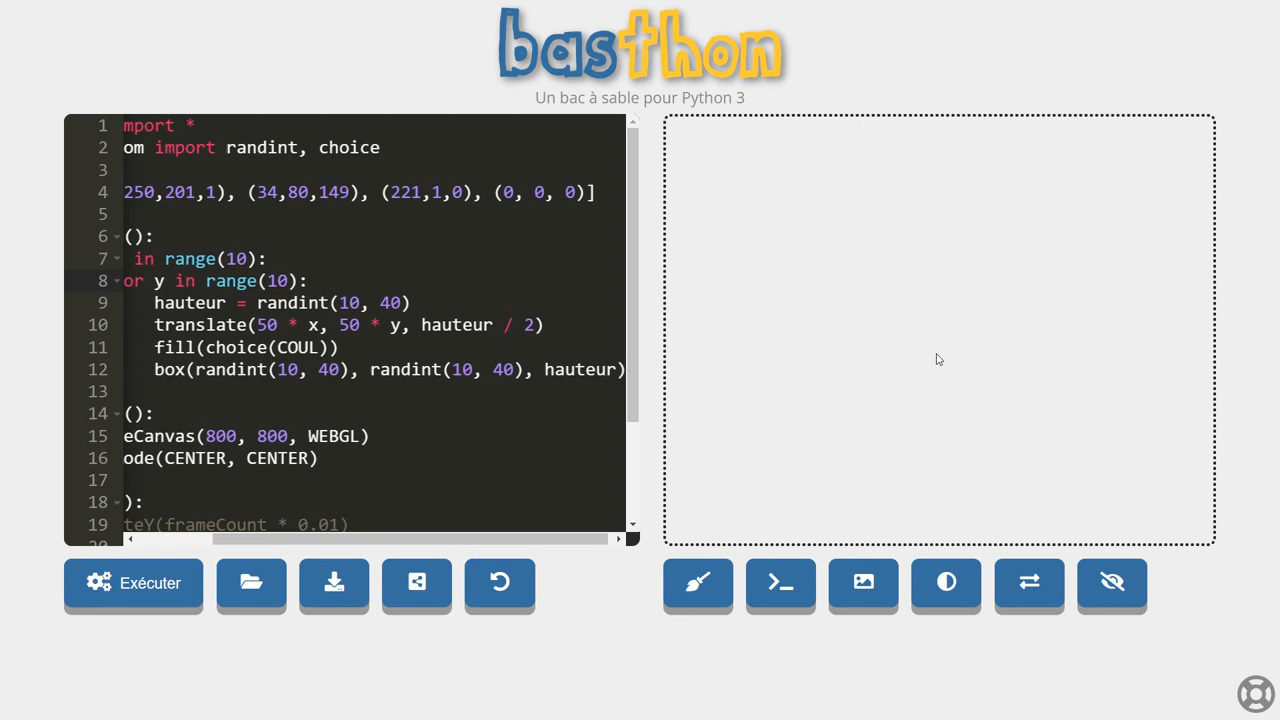 basthon
Un bac à sable pour Python 3
1 mport *
2 om import randint, choice
3
4 250,201,1), (34,80,149), (221,1,0), (0, 0, 0)]
5
6 ():
7 in range(10):
8 or y in range(10):
9 hauteur = randint(10, 40)
10 translate(50 * x, 50 * y, hauteur / 2)
11 fill(choice(COUL))
12 box(randint(10, 40), randint(10, 40), hauteur)
13
14 ():
15 eCanvas(800, 800, WEBGL)
16 ode(CENTER, CENTER)
17
18 ):
19 teY(frameCount * 0.01)
20
Exécuter